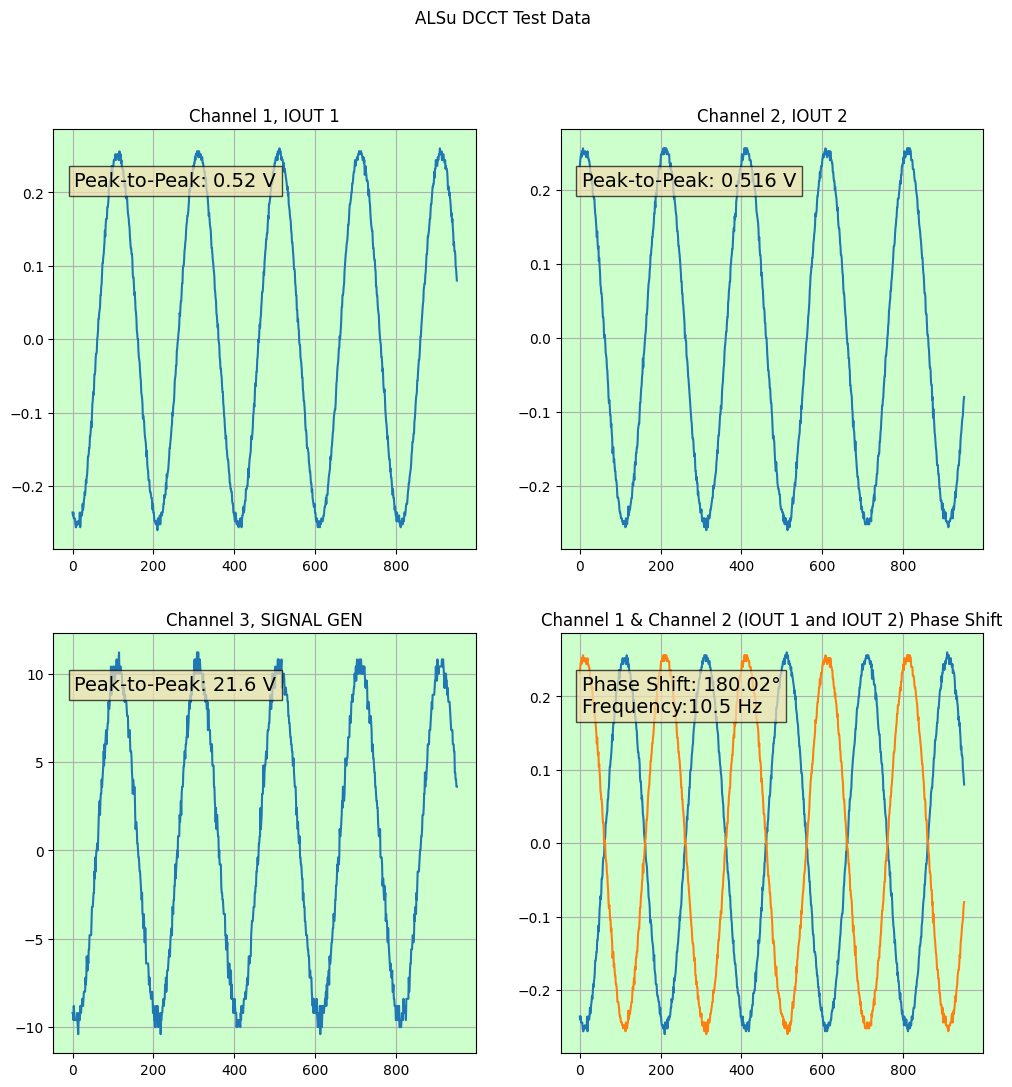 ALSu DCCT Test Data
Channel 1, IOUT 1
Peak-to-Peak: 0.52 V
0.2
0.1
0.0
−0.1
−0.2
0 200 400 600 800
Channel 2, IOUT 2
Peak-to-Peak: 0.516 V
0.2
0.1
0.0
−0.1
−0.2
0 200 400 600 800
Channel 3, SIGNAL GEN
Peak-to-Peak: 21.6 V
10
5
0
−5
−10
0 200 400 600 800
Channel 1 & Channel 2 (IOUT 1 and IOUT 2) Phase Shift
Phase Shift: 180.02°
Frequency:10.5 Hz
0.2
0.1
0.0
−0.1
−0.2
0 200 400 600 800